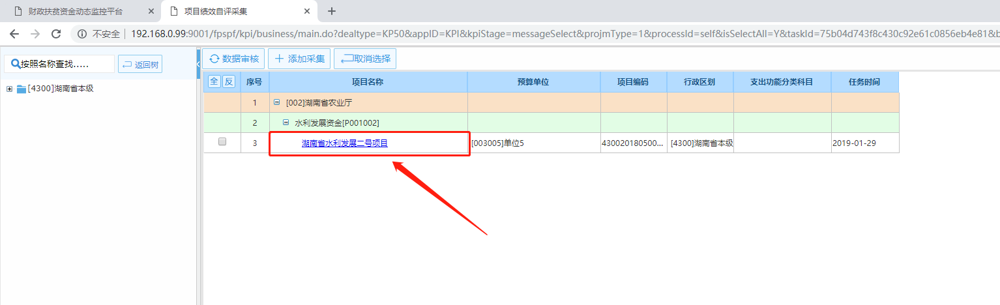 财政扶贫资金动态监控平台
项目绩效自评采集
不安全 192.168.0.99:9001/fpspf/kpi/business/main.do?dealtype=KP50&appID=KPI&kpiStage=messageSelect&projmType=1&processId=self&isSelectAll=Y&taskId=75b04d743f8c430c92e61c0856eb4e81&b
按照名称查找..... 返回树
数据审核 添加采集 取消选择
[4300]湖南省本级
全 反 序号 项目名称 预算单位 项目编码 行政区划 支出功能分类科目 任务时间
1 [002]湖南省农业厅
2 水利发展资金[P001002]
3 湖南省水利发展二号项目 [003005]单位5 430020180500... [4300]湖南省本级 2019-01-29